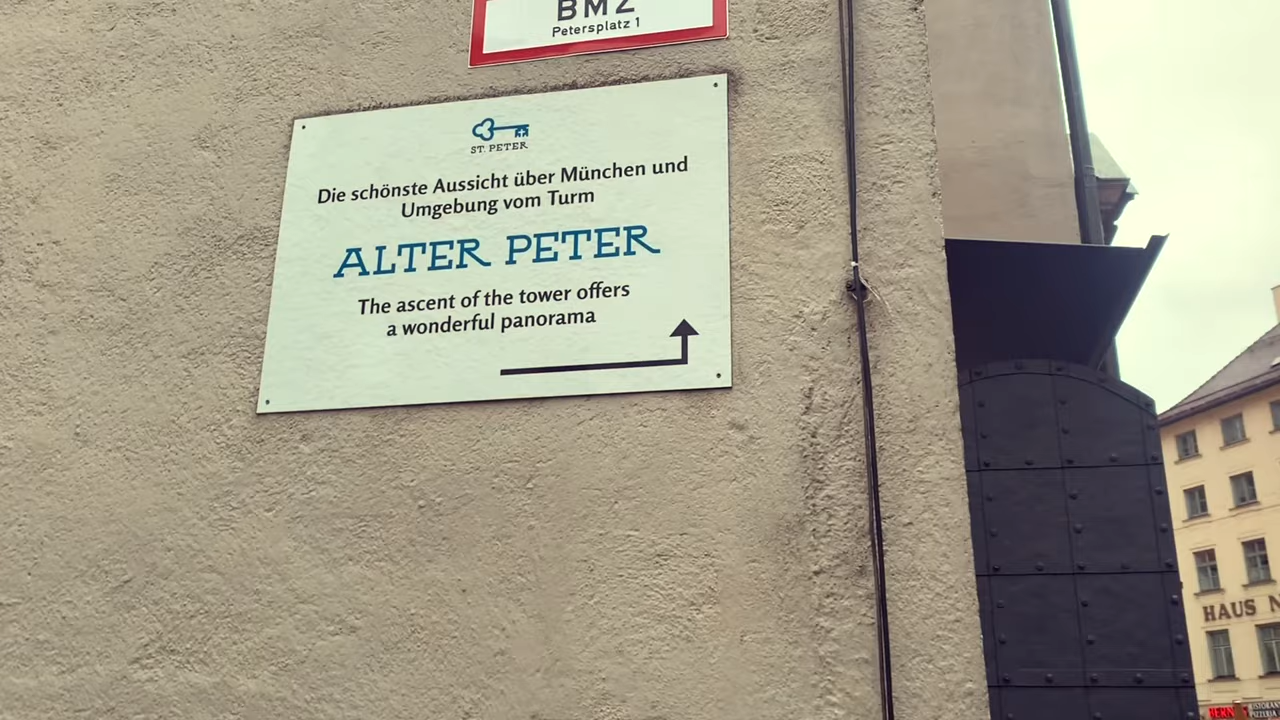 BMZ
Petersplatz 1
ST. PETER
Die schönste Aussicht über München und
Umgebung vom Turm
ALTER PETER
The ascent of the tower offers
a wonderful panorama
HAUS
PIZZERIA